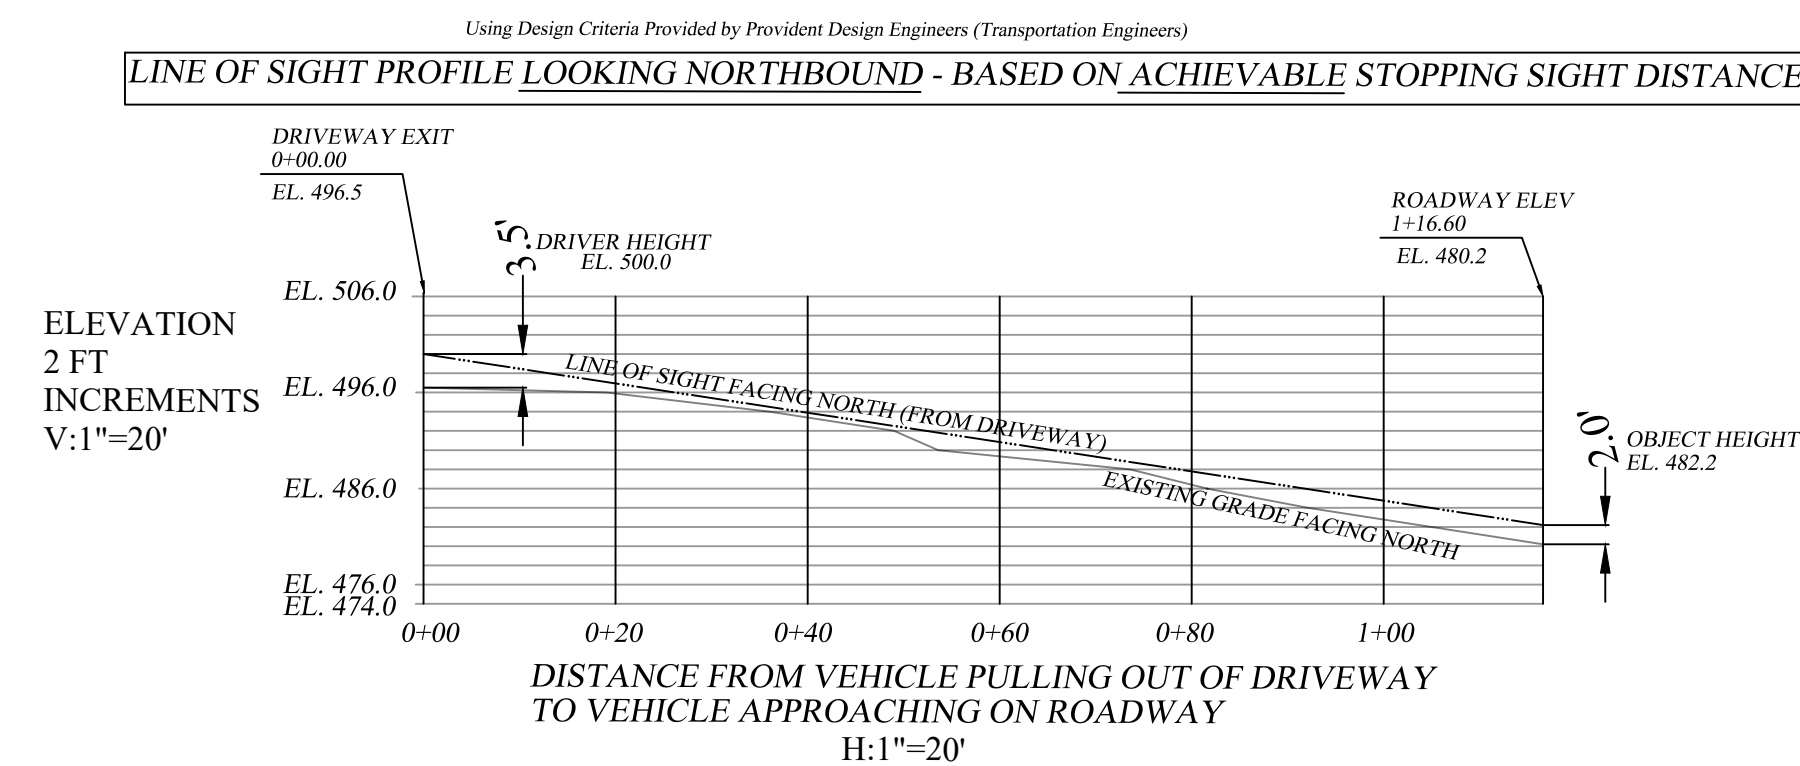 Using Design Criteria Provided by Provident Design Engineers (Transportation Engineers)
LINE OF SIGHT PROFILE LOOKING NORTHBOUND - BASED ON ACHIEVABLE STOPPING SIGHT DISTANCE
DRIVEWAY EXIT
0+00.00
EL. 496.5
ROADWAY ELEV
1+16.60
EL. 480.2
3.5'
DRIVER HEIGHT
EL. 500.0
EL. 506.0
ELEVATION
2 FT
INCREMENTS
V:1"=20'
EL. 496.0
EL. 486.0
EL. 476.0
EL. 474.0
LINE OF SIGHT FACING NORTH (FROM DRIVEWAY)
EXISTING GRADE FACING NORTH
2.0'
OBJECT HEIGHT
EL. 482.2
0+00 0+20 0+40 0+60 0+80 1+00
DISTANCE FROM VEHICLE PULLING OUT OF DRIVEWAY
TO VEHICLE APPROACHING ON ROADWAY
H:1"=20'